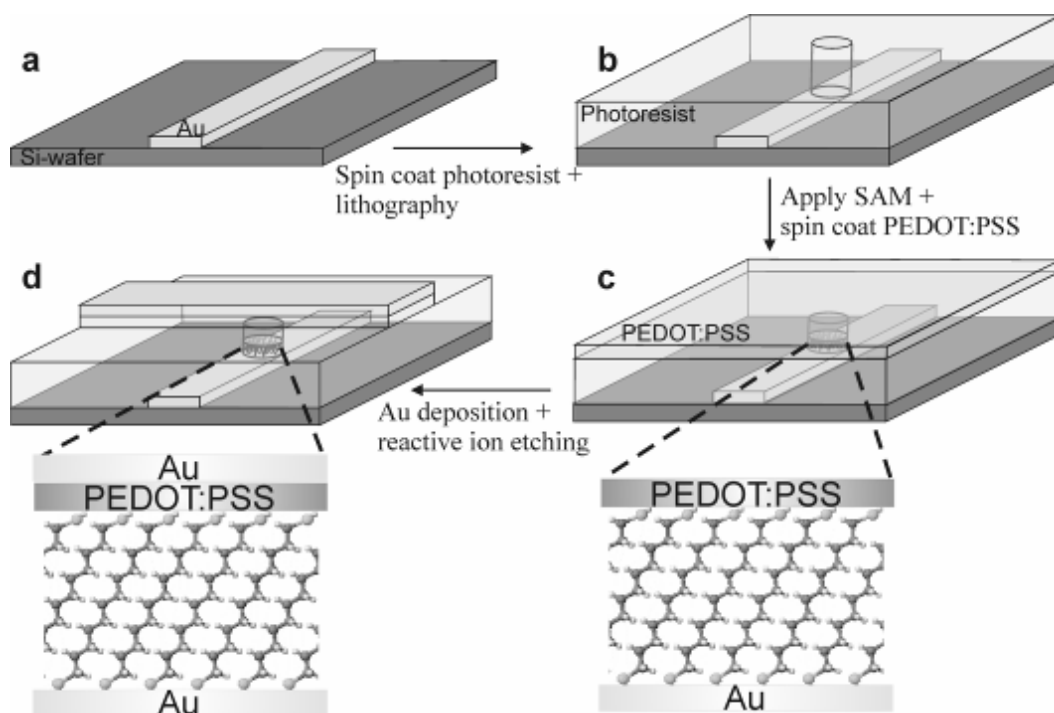 a
Au
Si-wafer
Spin coat photoresist +
lithography
b
Photoresist
Apply SAM +
spin coat PEDOT:PSS
c
PEDOT:PSS
PEDOT:PSS
Au
Au deposition +
reactive ion etching
d
Au
PEDOT:PSS
Au